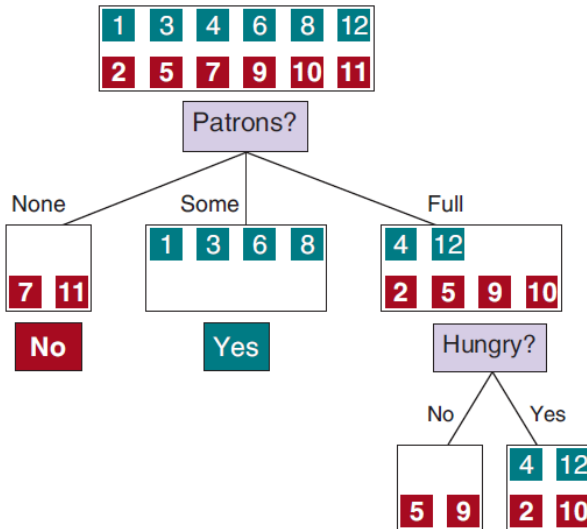 1 3 4 6 8 12
2 5 7 9 10 11
Patrons?
None Some Full
1 3 6 8 4 12
7 11 2 5 9 10
No Yes Hungry?
No Yes
4 12
5 9 2 10